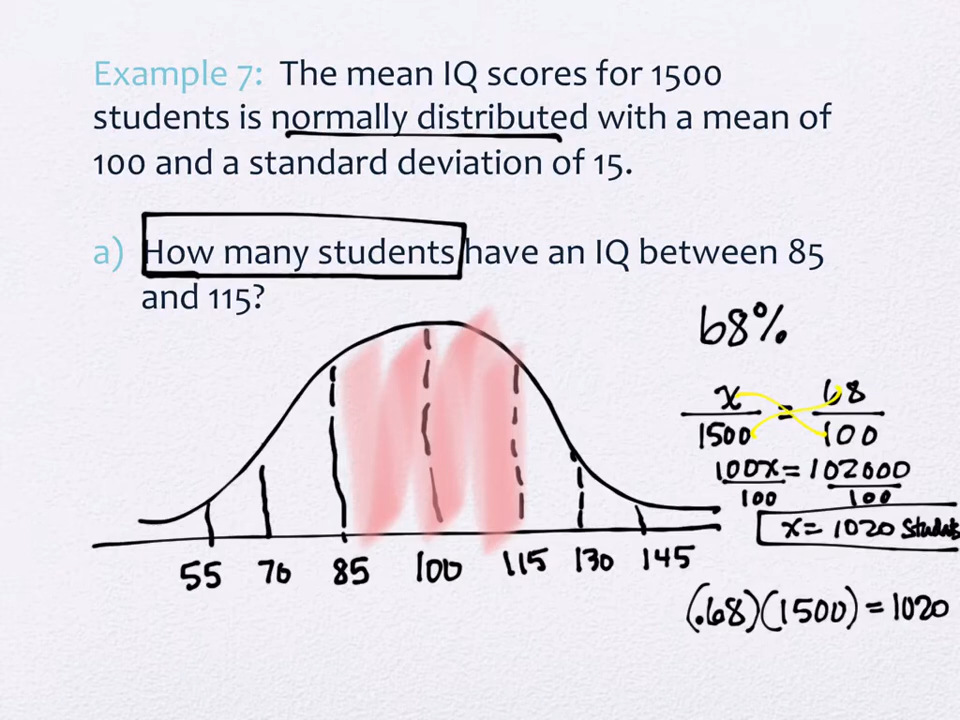 Example 7: The mean IQ scores for 1500
students is normally distributed with a mean of
100 and a standard deviation of 15.
a) How many students have an IQ between 85
and 115?
68%
x/1500 = 68/100
100x/100 = 102000/100
x = 1020 students
(.68)(1500) = 1020
55 70 85 100 115 130 145